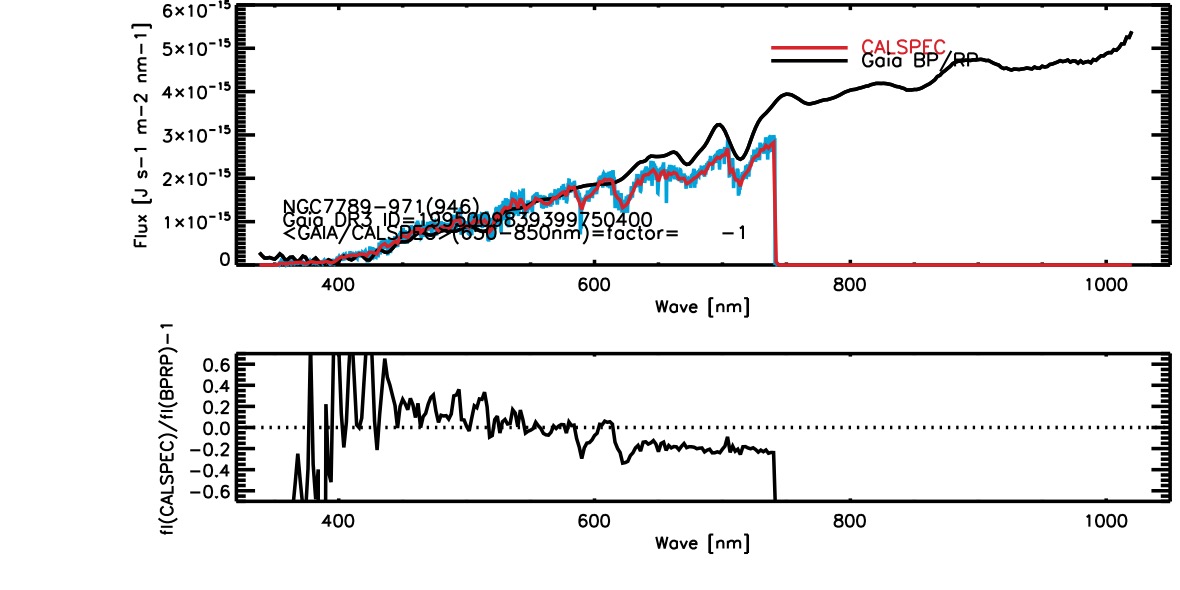 6×10⁻¹⁵
5×10⁻¹⁵
4×10⁻¹⁵
3×10⁻¹⁵
2×10⁻¹⁵
1×10⁻¹⁵
0
Flux [J s−1 m−2 nm−1]
CALSPEC
Gaia BP/RP
NGC7789−971(946)
Gaia DR3 ID=1995009839399750400
<GAIA/CALSPEC>(650−850nm)=factor= −1
400 600 800 1000
Wave [nm]
0.6
0.4
0.2
0.0
−0.2
−0.4
−0.6
fl(CALSPEC)/fl(BPRP)−1
400 600 800 1000
Wave [nm]